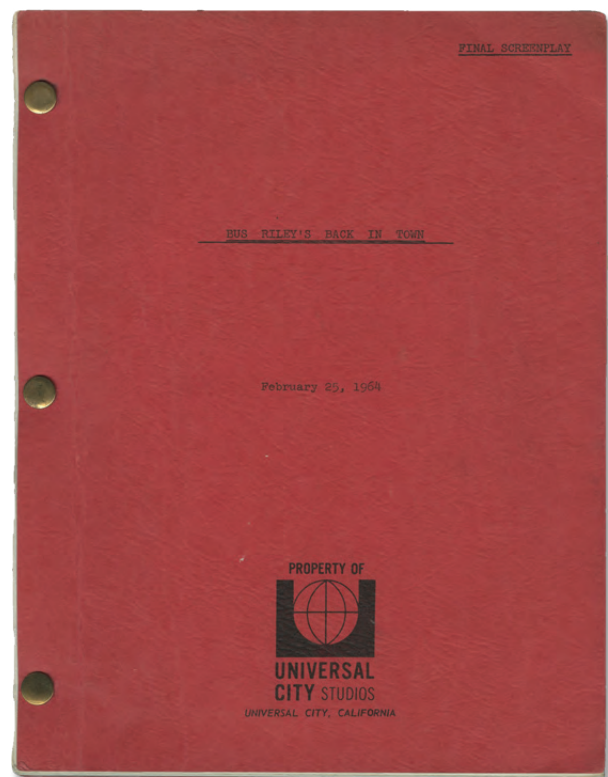 FINAL SCREENPLAY
BUS RILEY'S BACK IN TOWN
February 25, 1964
PROPERTY OF
UNIVERSAL
CITY STUDIOS
UNIVERSAL CITY, CALIFORNIA